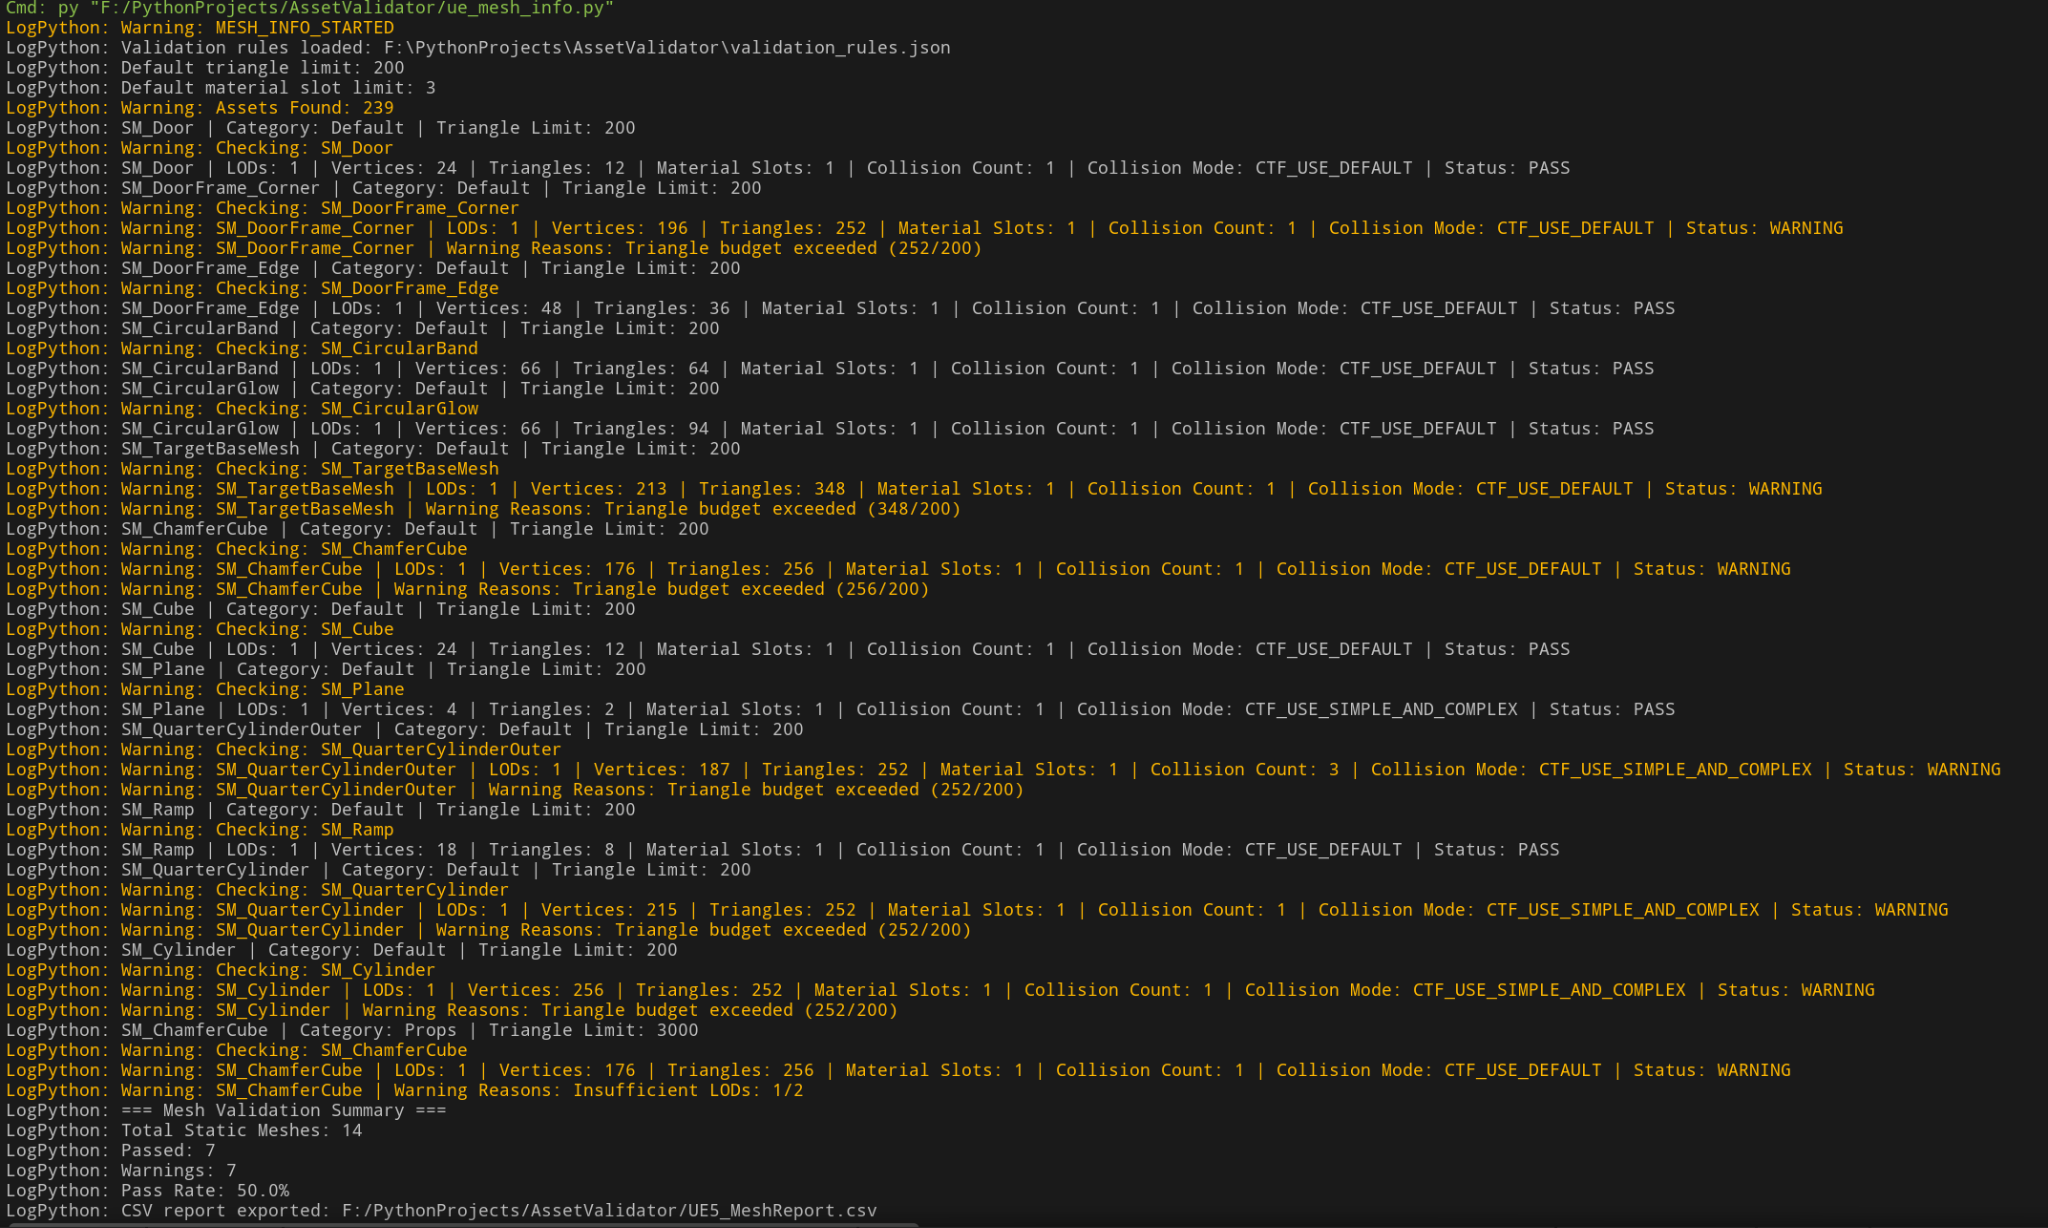 Cmd: py "F:/PythonProjects/AssetValidator/ue_mesh_info.py"
LogPython: Warning: MESH_INFO_STARTED
LogPython: Validation rules loaded: F:\PythonProjects\AssetValidator\validation_rules.json
LogPython: Default triangle limit: 200
LogPython: Default material slot limit: 3
LogPython: Warning: Assets Found: 239
LogPython: SM_Door | Category: Default | Triangle Limit: 200
LogPython: Warning: Checking: SM_Door
LogPython: SM_Door | LODs: 1 | Vertices: 24 | Triangles: 12 | Material Slots: 1 | Collision Count: 1 | Collision Mode: CTF_USE_DEFAULT | Status: PASS
LogPython: SM_DoorFrame_Corner | Category: Default | Triangle Limit: 200
LogPython: Warning: Checking: SM_DoorFrame_Corner
LogPython: Warning: SM_DoorFrame_Corner | LODs: 1 | Vertices: 196 | Triangles: 252 | Material Slots: 1 | Collision Count: 1 | Collision Mode: CTF_USE_DEFAULT | Status: WARNING
LogPython: Warning: SM_DoorFrame_Corner | Warning Reasons: Triangle budget exceeded (252/200)
LogPython: SM_DoorFrame_Edge | Category: Default | Triangle Limit: 200
LogPython: Warning: Checking: SM_DoorFrame_Edge
LogPython: SM_DoorFrame_Edge | LODs: 1 | Vertices: 48 | Triangles: 36 | Material Slots: 1 | Collision Count: 1 | Collision Mode: CTF_USE_DEFAULT | Status: PASS
LogPython: SM_CircularBand | Category: Default | Triangle Limit: 200
LogPython: Warning: Checking: SM_CircularBand
LogPython: SM_CircularBand | LODs: 1 | Vertices: 66 | Triangles: 64 | Material Slots: 1 | Collision Count: 1 | Collision Mode: CTF_USE_DEFAULT | Status: PASS
LogPython: SM_CircularGlow | Category: Default | Triangle Limit: 200
LogPython: Warning: Checking: SM_CircularGlow
LogPython: SM_CircularGlow | LODs: 1 | Vertices: 66 | Triangles: 94 | Material Slots: 1 | Collision Count: 1 | Collision Mode: CTF_USE_DEFAULT | Status: PASS
LogPython: SM_TargetBaseMesh | Category: Default | Triangle Limit: 200
LogPython: Warning: Checking: SM_TargetBaseMesh
LogPython: Warning: SM_TargetBaseMesh | LODs: 1 | Vertices: 213 | Triangles: 348 | Material Slots: 1 | Collision Count: 1 | Collision Mode: CTF_USE_DEFAULT | Status: WARNING
LogPython: Warning: SM_TargetBaseMesh | Warning Reasons: Triangle budget exceeded (348/200)
LogPython: SM_ChamferCube | Category: Default | Triangle Limit: 200
LogPython: Warning: Checking: SM_ChamferCube
LogPython: Warning: SM_ChamferCube | LODs: 1 | Vertices: 176 | Triangles: 256 | Material Slots: 1 | Collision Count: 1 | Collision Mode: CTF_USE_DEFAULT | Status: WARNING
LogPython: Warning: SM_ChamferCube | Warning Reasons: Triangle budget exceeded (256/200)
LogPython: SM_Cube | Category: Default | Triangle Limit: 200
LogPython: Warning: Checking: SM_Cube
LogPython: SM_Cube | LODs: 1 | Vertices: 24 | Triangles: 12 | Material Slots: 1 | Collision Count: 1 | Collision Mode: CTF_USE_DEFAULT | Status: PASS
LogPython: SM_Plane | Category: Default | Triangle Limit: 200
LogPython: Warning: Checking: SM_Plane
LogPython: SM_Plane | LODs: 1 | Vertices: 4 | Triangles: 2 | Material Slots: 1 | Collision Count: 1 | Collision Mode: CTF_USE_SIMPLE_AND_COMPLEX | Status: PASS
LogPython: SM_QuarterCylinderOuter | Category: Default | Triangle Limit: 200
LogPython: Warning: Checking: SM_QuarterCylinderOuter
LogPython: Warning: SM_QuarterCylinderOuter | LODs: 1 | Vertices: 187 | Triangles: 252 | Material Slots: 1 | Collision Count: 3 | Collision Mode: CTF_USE_SIMPLE_AND_COMPLEX | Status: WARNING
LogPython: Warning: SM_QuarterCylinderOuter | Warning Reasons: Triangle budget exceeded (252/200)
LogPython: SM_Ramp | Category: Default | Triangle Limit: 200
LogPython: Warning: Checking: SM_Ramp
LogPython: SM_Ramp | LODs: 1 | Vertices: 18 | Triangles: 8 | Material Slots: 1 | Collision Count: 1 | Collision Mode: CTF_USE_DEFAULT | Status: PASS
LogPython: SM_QuarterCylinder | Category: Default | Triangle Limit: 200
LogPython: Warning: Checking: SM_QuarterCylinder
LogPython: Warning: SM_QuarterCylinder | LODs: 1 | Vertices: 215 | Triangles: 252 | Material Slots: 1 | Collision Count: 1 | Collision Mode: CTF_USE_SIMPLE_AND_COMPLEX | Status: WARNING
LogPython: Warning: SM_QuarterCylinder | Warning Reasons: Triangle budget exceeded (252/200)
LogPython: SM_Cylinder | Category: Default | Triangle Limit: 200
LogPython: Warning: Checking: SM_Cylinder
LogPython: Warning: SM_Cylinder | LODs: 1 | Vertices: 256 | Triangles: 252 | Material Slots: 1 | Collision Count: 1 | Collision Mode: CTF_USE_SIMPLE_AND_COMPLEX | Status: WARNING
LogPython: Warning: SM_Cylinder | Warning Reasons: Triangle budget exceeded (252/200)
LogPython: SM_ChamferCube | Category: Props | Triangle Limit: 3000
LogPython: Warning: Checking: SM_ChamferCube
LogPython: Warning: SM_ChamferCube | LODs: 1 | Vertices: 176 | Triangles: 256 | Material Slots: 1 | Collision Count: 1 | Collision Mode: CTF_USE_DEFAULT | Status: WARNING
LogPython: Warning: SM_ChamferCube | Warning Reasons: Insufficient LODs: 1/2
LogPython: === Mesh Validation Summary ===
LogPython: Total Static Meshes: 14
LogPython: Passed: 7
LogPython: Warnings: 7
LogPython: Pass Rate: 50.0%
LogPython: CSV report exported: F:/PythonProjects/AssetValidator/UE5_MeshReport.csv